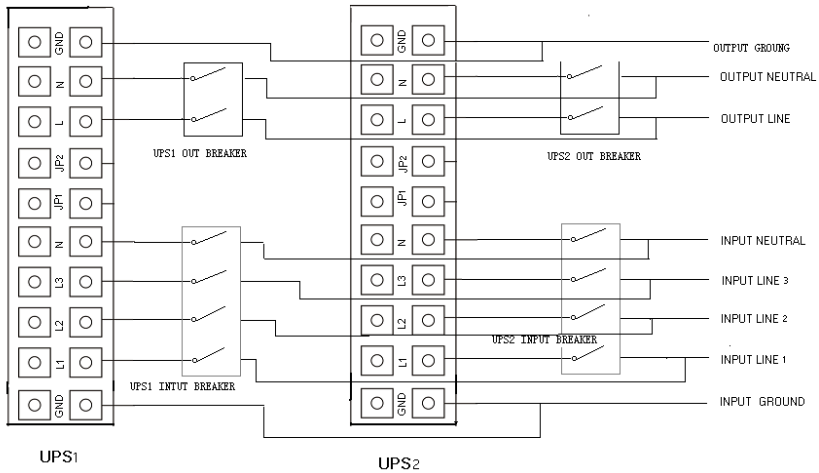 GND
N
L
JP2
JP1
N
L3
L2
L1
GND
UPS1
UPS1 OUT BREAKER
UPS1 INTUT BREAKER
GND
N
L
JP2
JP1
N
L3
L2
L1
GND
UPS2
UPS2 OUT BREAKER
UPS2 INPUT BREAKER
OUTPUT GROUNG
OUTPUT NEUTRAL
OUTPUT LINE
INPUT NEUTRAL
INPUT LINE 3
INPUT LINE 2
INPUT LINE 1
INPUT GROUND